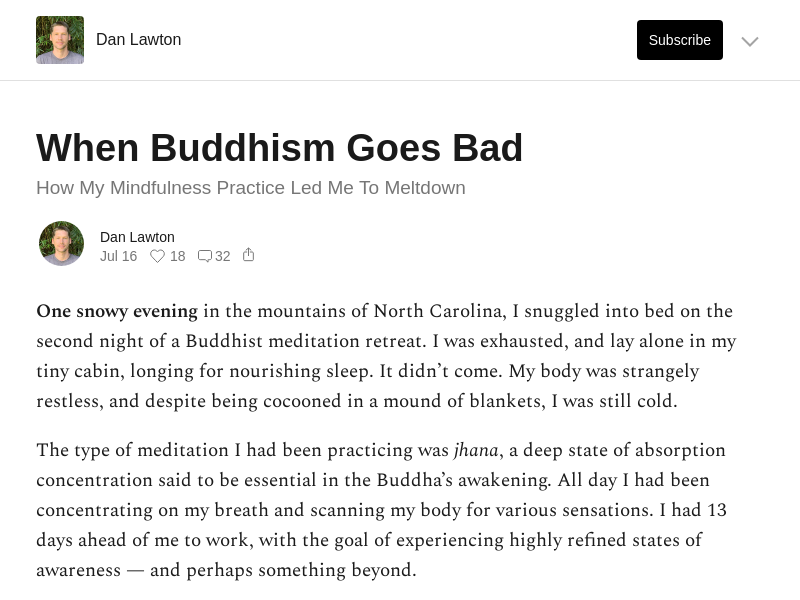 Dan Lawton
Subscribe
When Buddhism Goes Bad
How My Mindfulness Practice Led Me To Meltdown
Dan Lawton
Jul 16 18 32
One snowy evening in the mountains of North Carolina, I snuggled into bed on the
second night of a Buddhist meditation retreat. I was exhausted, and lay alone in my
tiny cabin, longing for nourishing sleep. It didn’t come. My body was strangely
restless, and despite being cocooned in a mound of blankets, I was still cold.
The type of meditation I had been practicing was jhana, a deep state of absorption
concentration said to be essential in the Buddha’s awakening. All day I had been
concentrating on my breath and scanning my body for various sensations. I had 13
days ahead of me to work, with the goal of experiencing highly refined states of
awareness — and perhaps something beyond.